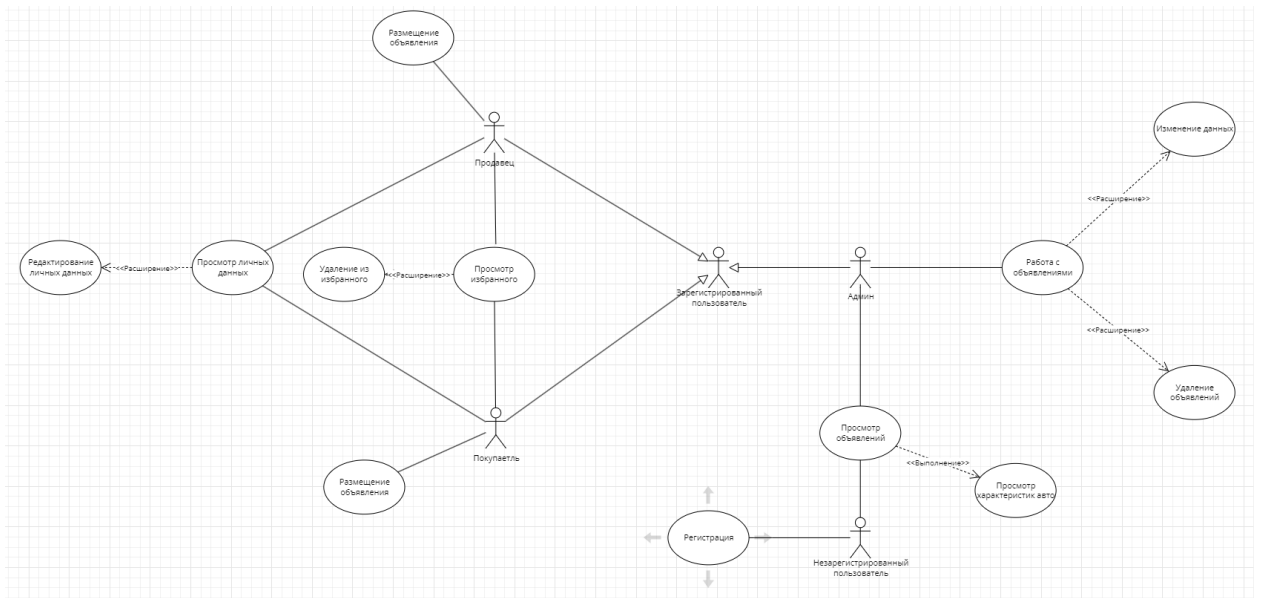 Размещение
объявления
Продавец
Изменение данных
<<Расширение>>
Редактирование
личных данных
<<Расширение>>
Просмотр личных
данных
Удаление из
избранного
<<Расширение>>
Просмотр
избранного
Зарегистрированный
пользователь
Админ
Работа с
объявлениями
<<Расширение>>
Удаление
объявлений
Покупаетль
Просмотр
объявлений
<<Выполнение>>
Просмотр
характеристик авто
Размещение
объявления
Регистрация
Незарегистрированный
пользователь